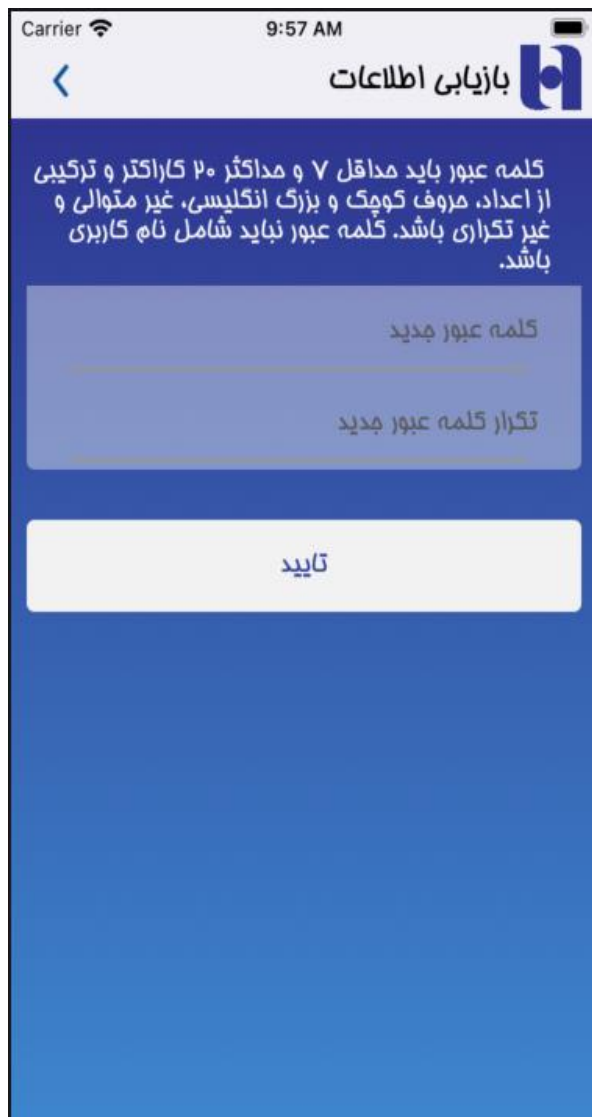 Carrier 9:57 AM
بازیابی اطلاعات
کلمه عبور باید حداقل ۷ و حداکثر ۲۰ کاراکتر و ترکیبی
از اعداد، حروف کوچک و بزرگ انگلیسی، غیر متوالی و
غیر تکراری باشد. کلمه عبور نباید شامل نام کاربری
باشد.
کلمه عبور جدید
تکرار کلمه عبور جدید
تایید